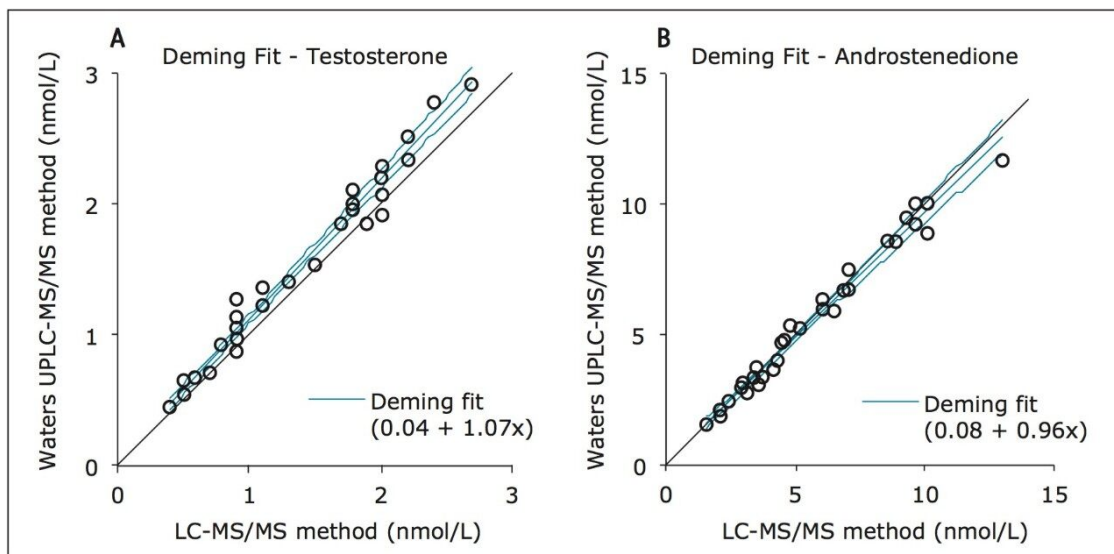 A
Deming Fit - Testosterone
Waters UPLC-MS/MS method (nmol/L)
3
2
1
0
0 1 2 3
LC-MS/MS method (nmol/L)
Deming fit
(0.04 + 1.07x)
B
Deming Fit - Androstenedione
Waters UPLC-MS/MS method (nmol/L)
15
10
5
0
0 5 10 15
LC-MS/MS method (nmol/L)
Deming fit
(0.08 + 0.96x)